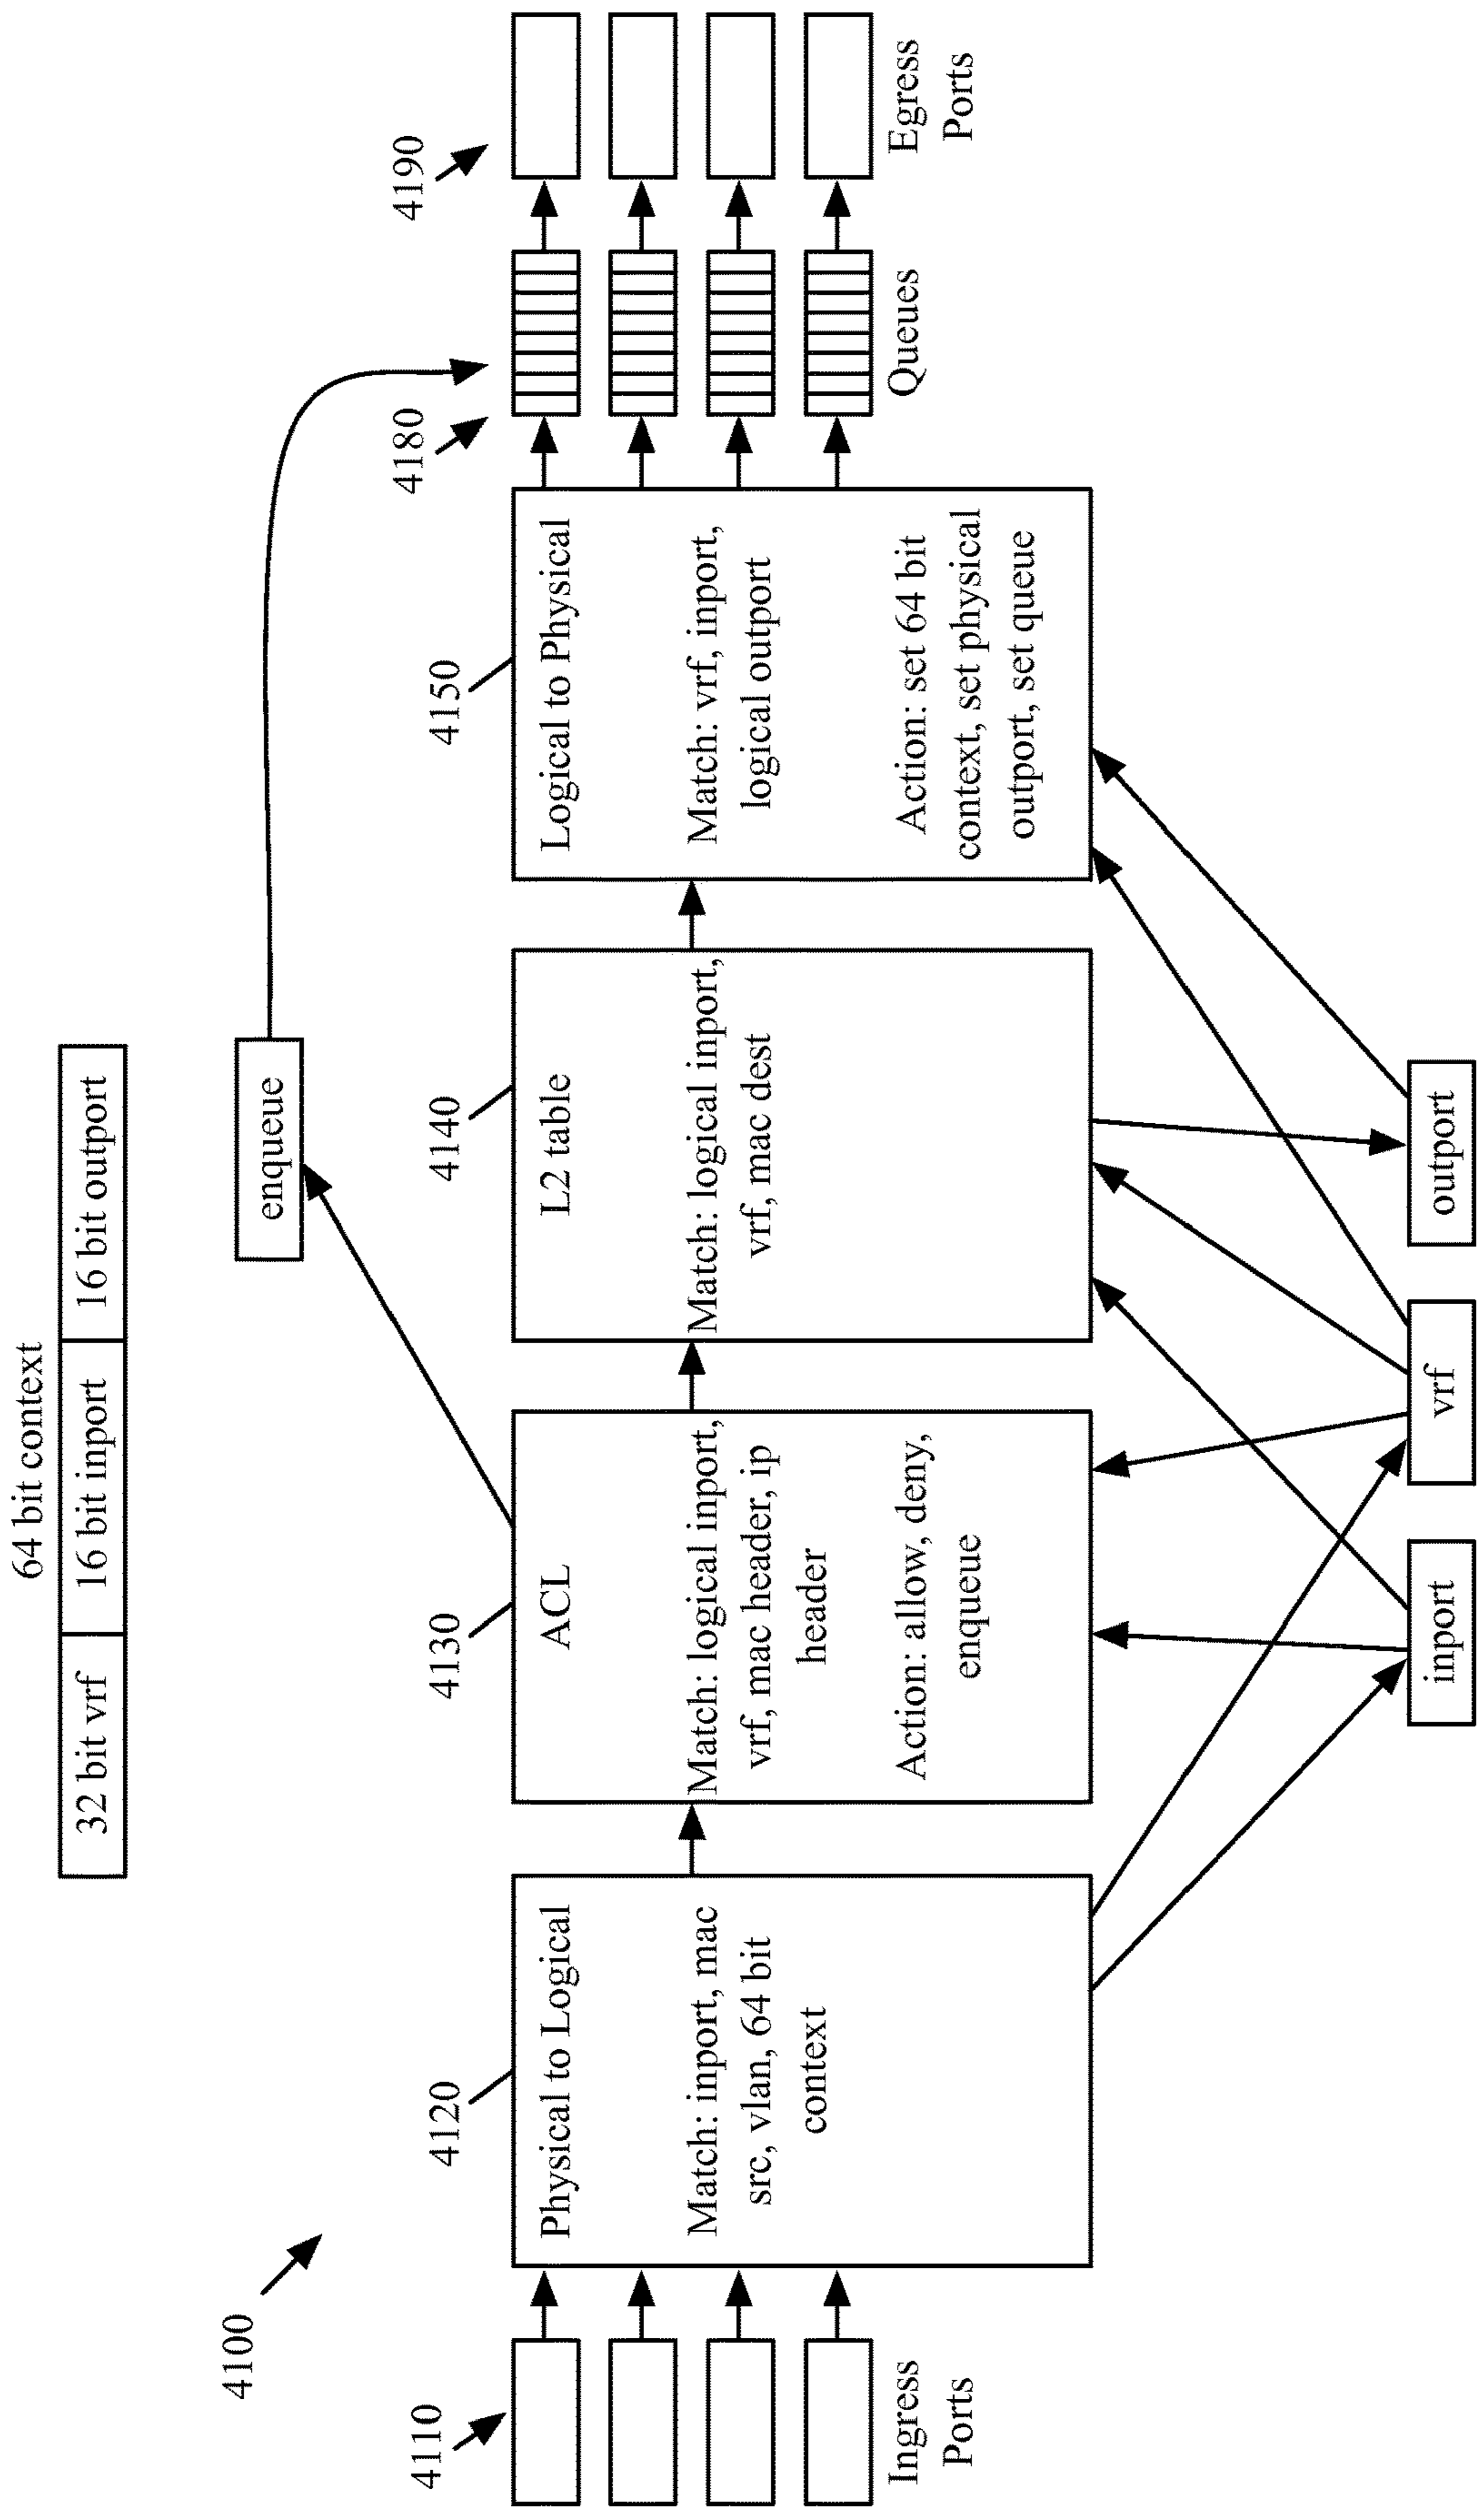 64 bit context
32 bit vrf
16 bit inport
16 bit outport
4100
enqueue
4110
4120
4130
4140
4150
4180
4190
Physical to Logical
Match: inport, mac
src, vlan, 64 bit
context
ACL
Match: logical inport,
vrf, mac header, ip
header
Action: allow, deny,
enqueue
L2 table
Match: logical inport,
vrf, mac dest
Logical to Physical
Match: vrf, inport,
logical outport
Action: set 64 bit
context, set physical
outport, set queue
Ingress
Ports
Queues
Egress
Ports
inport
vrf
outport